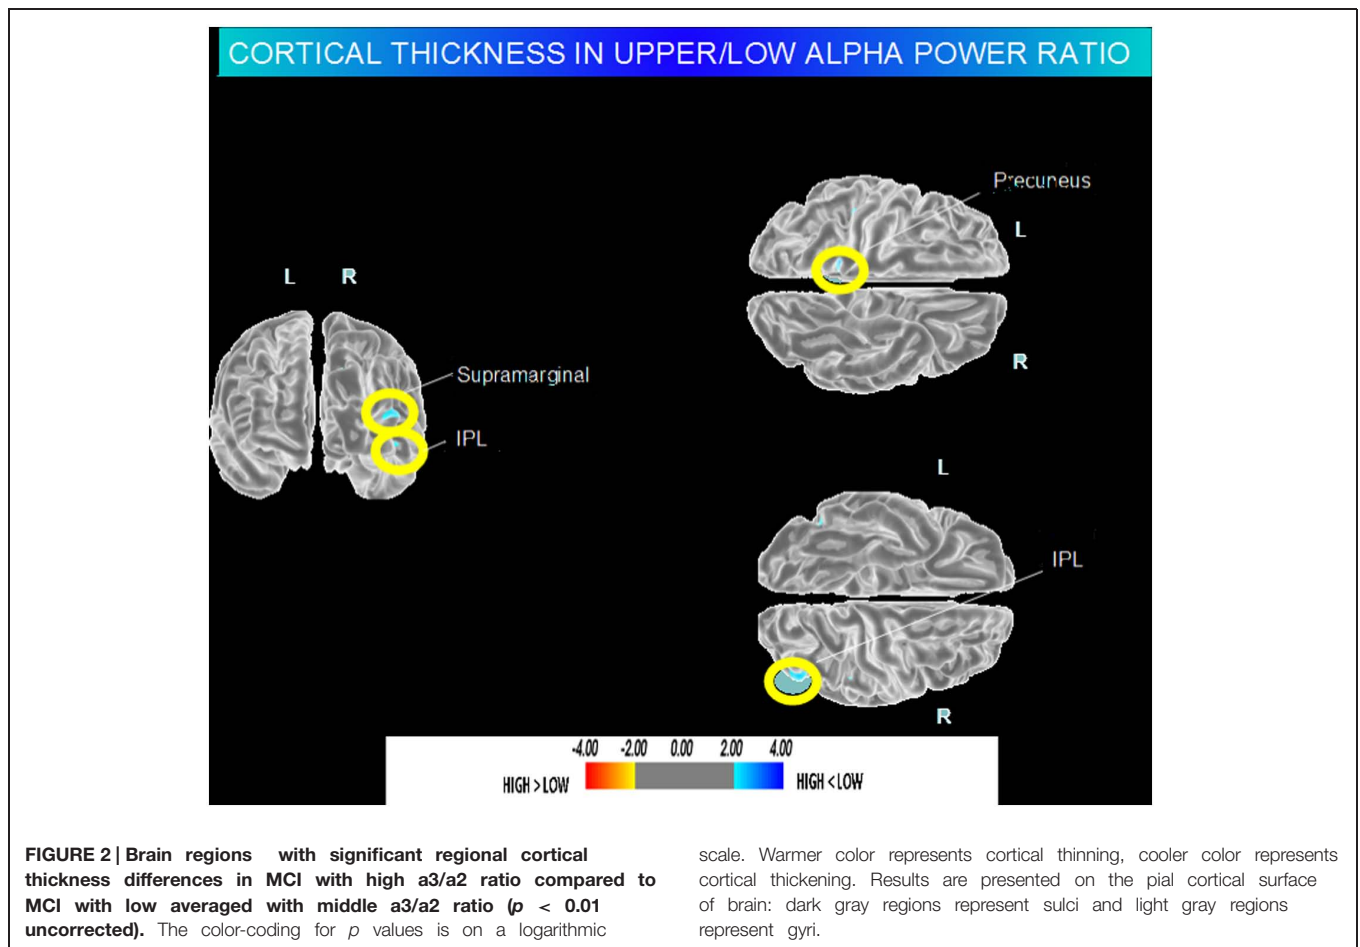 CORTICAL THICKNESS IN UPPER/LOW ALPHA POWER RATIO
Precuneus
L
R
L R
Supramarginal
IPL
L
IPL
R
-4.00 -2.00 0.00 2.00 4.00
HIGH > LOW HIGH < LOW
FIGURE 2 | Brain regions with significant regional cortical
thickness differences in MCI with high a3/a2 ratio compared to
MCI with low averaged with middle a3/a2 ratio (p < 0.01
uncorrected). The color-coding for p values is on a logarithmic
scale. Warmer color represents cortical thinning, cooler color represents
cortical thickening. Results are presented on the pial cortical surface
of brain: dark gray regions represent sulci and light gray regions
represent gyri.